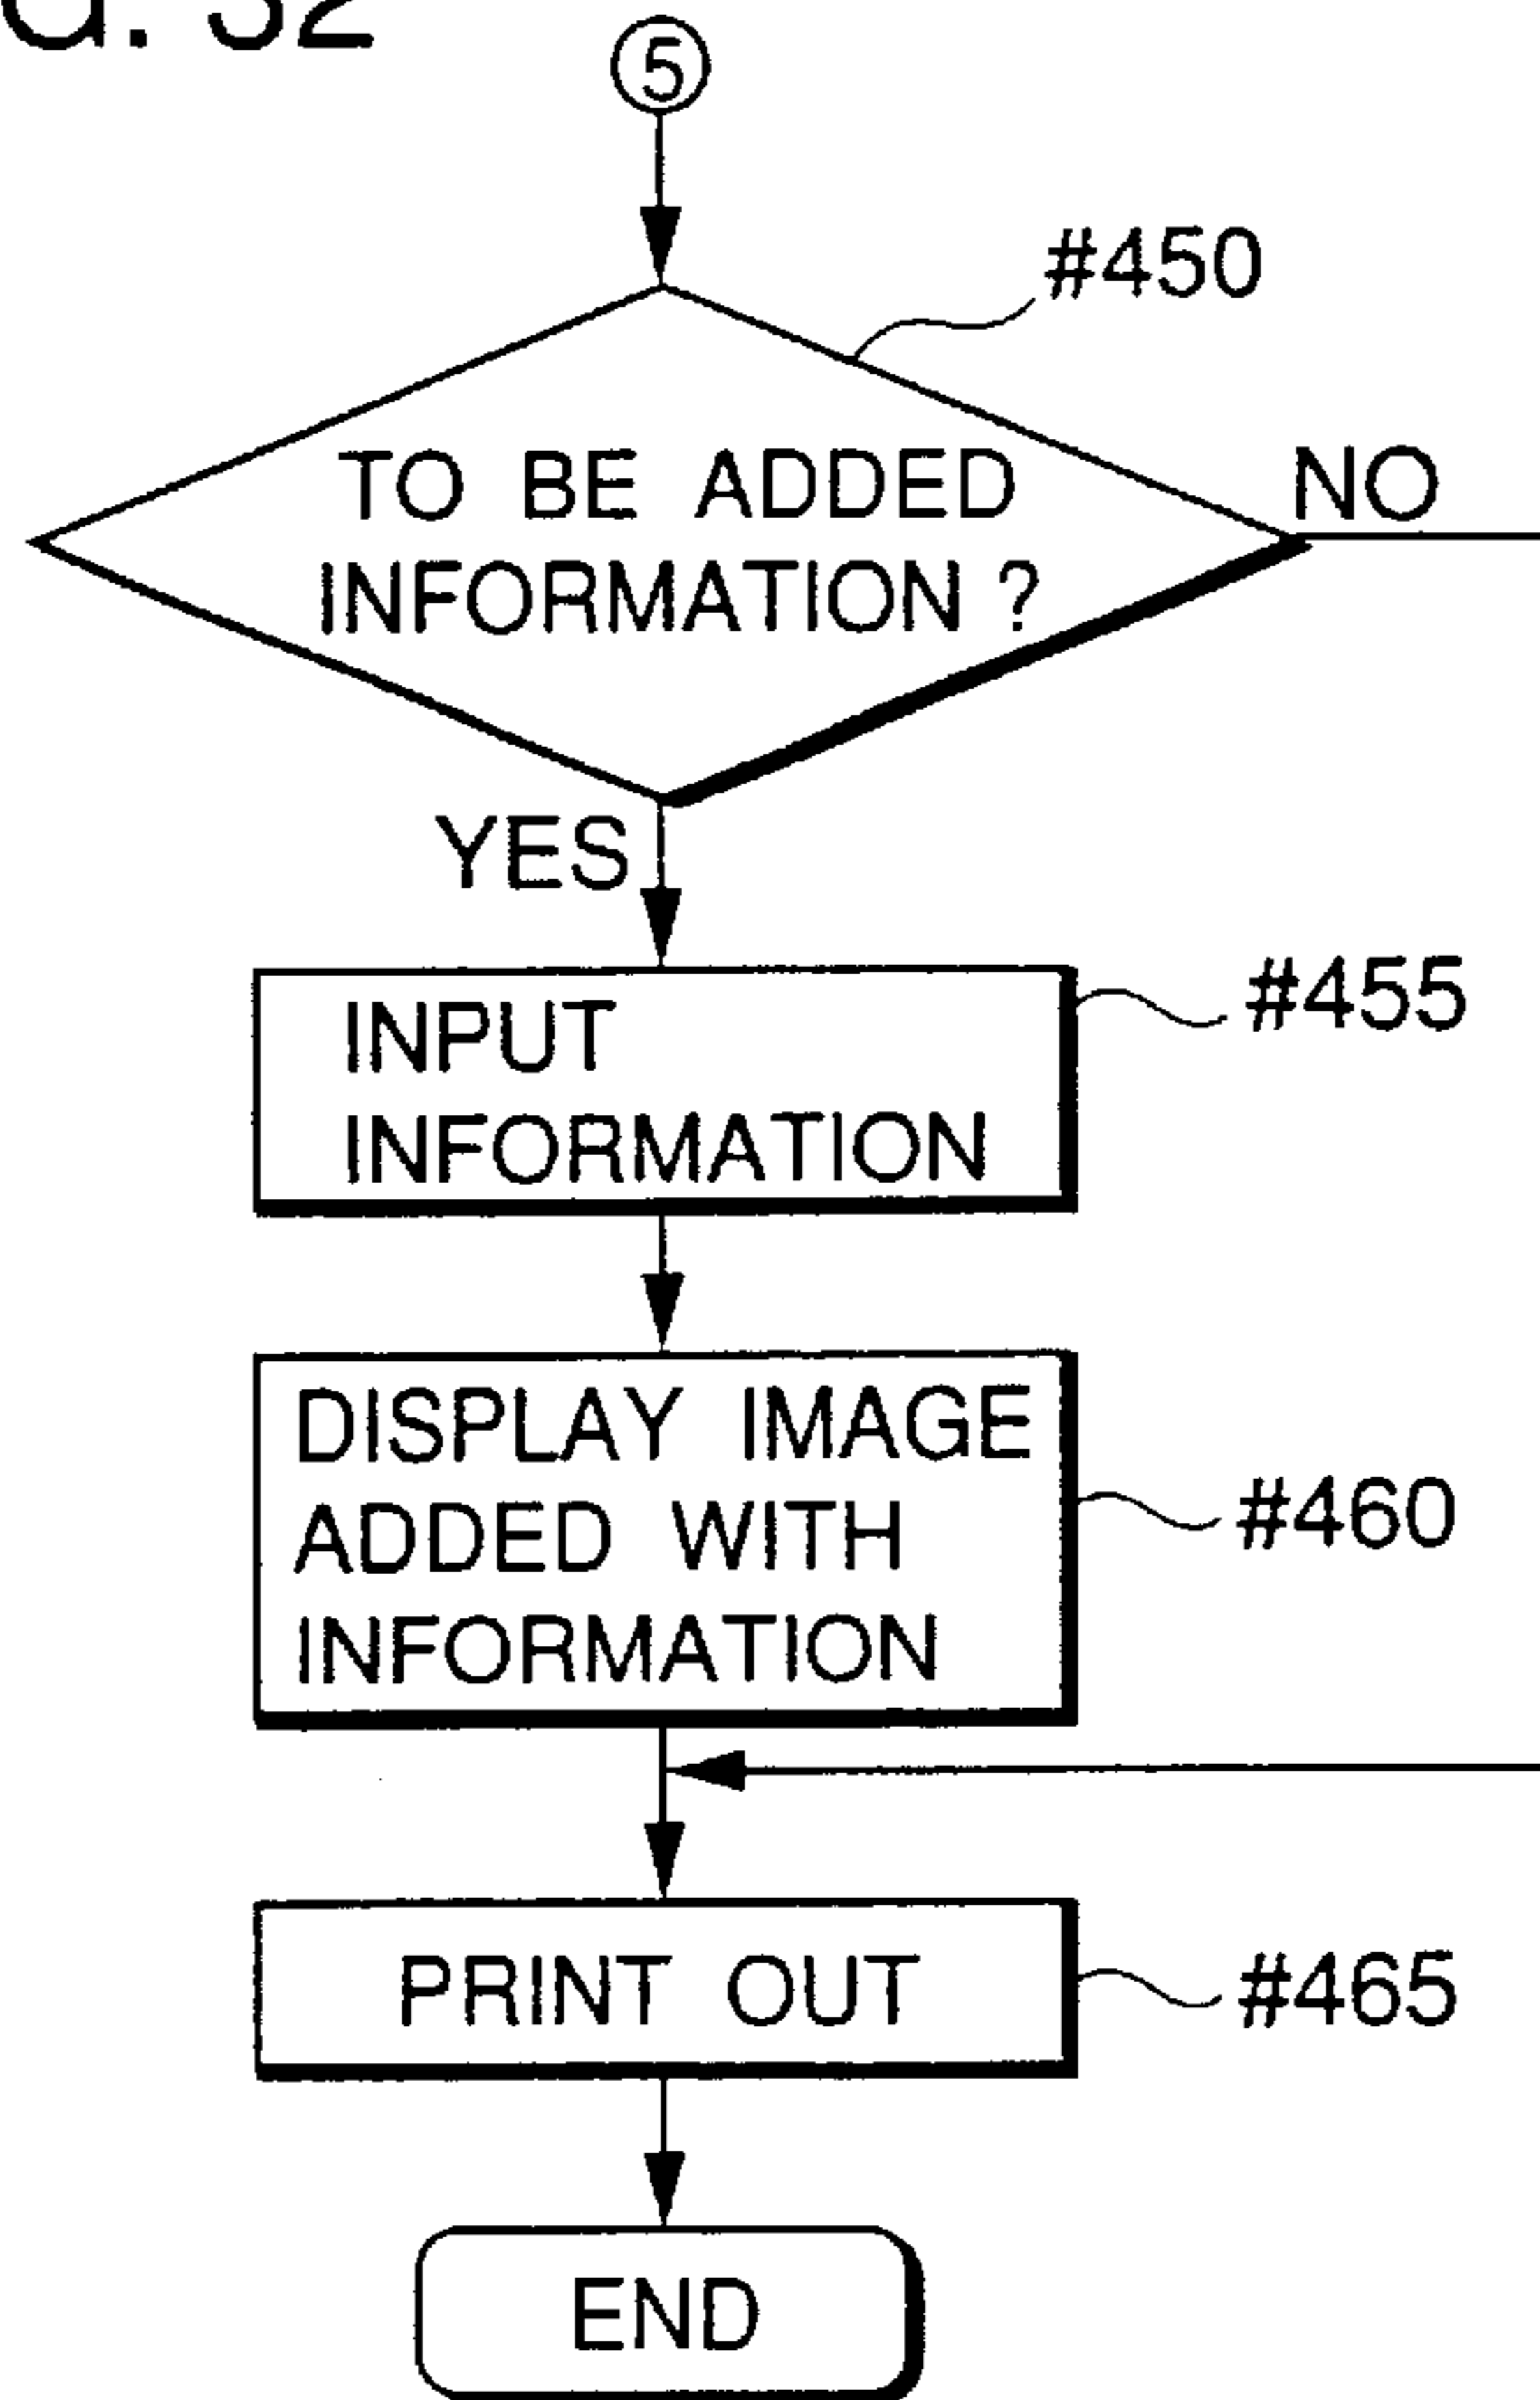 G. 32
5
#450
TO BE ADDED
INFORMATION ?
NO
YES
INPUT
INFORMATION
#455
DISPLAY IMAGE
ADDED WITH
INFORMATION
#460
PRINT OUT
#465
END